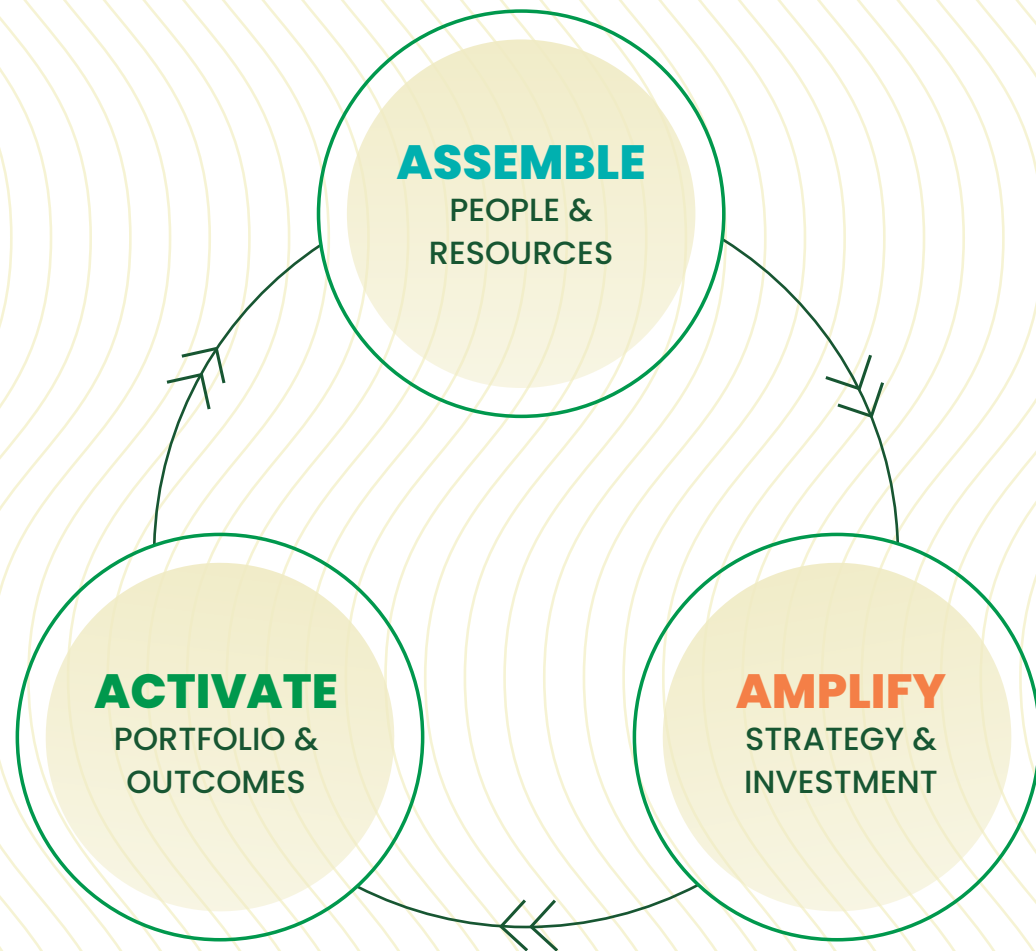 ASSEMBLE
PEOPLE &
RESOURCES
ACTIVATE
PORTFOLIO &
OUTCOMES
AMPLIFY
STRATEGY &
INVESTMENT